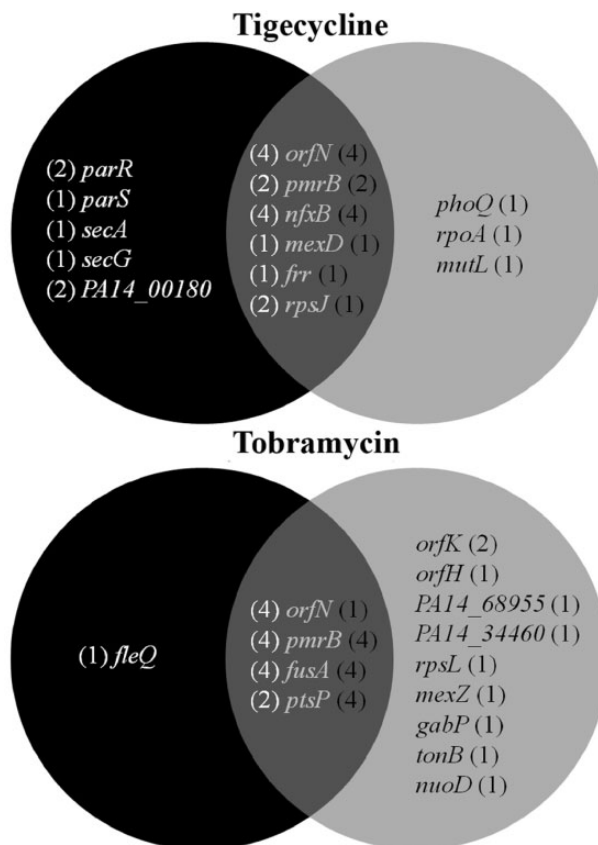 Tigecycline
(2) parR
(1) parS
(1) secA
(1) secG
(2) PA14_00180
(4) orfN (4)
(2) pmrB (2)
(4) nfxB (4)
(1) mexD (1)
(1) frr (1)
(2) rpsJ (1)
phoQ (1)
rpoA (1)
mutL (1)
Tobramycin
(1) fleQ
(4) orfN (1)
(4) pmrB (4)
(4) fusA (4)
(2) ptsP (4)
orfK (2)
orfH (1)
PA14_68955 (1)
PA14_34460 (1)
rpsL (1)
mexZ (1)
gabP (1)
tonB (1)
nuoD (1)